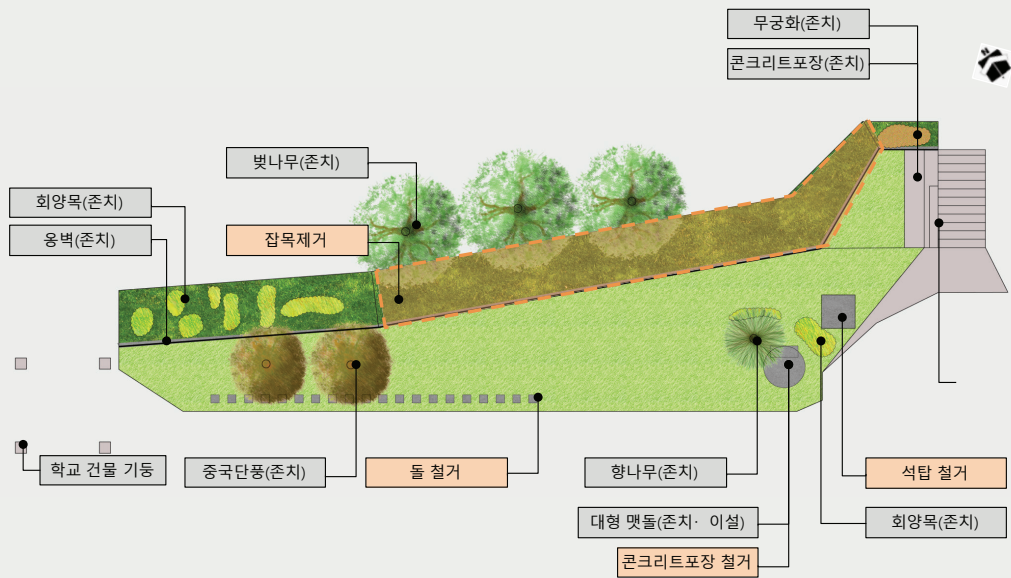 무궁화(존치)
콘크리트포장(존치)
벚나무(존치)
회양목(존치)
옹벽(존치)
잡목제거
학교 건물 기둥
중국단풍(존치)
돌 철거
향나무(존치)
석탑 철거
대형 맷돌(존치· 이설)
회양목(존치)
콘크리트포장 철거